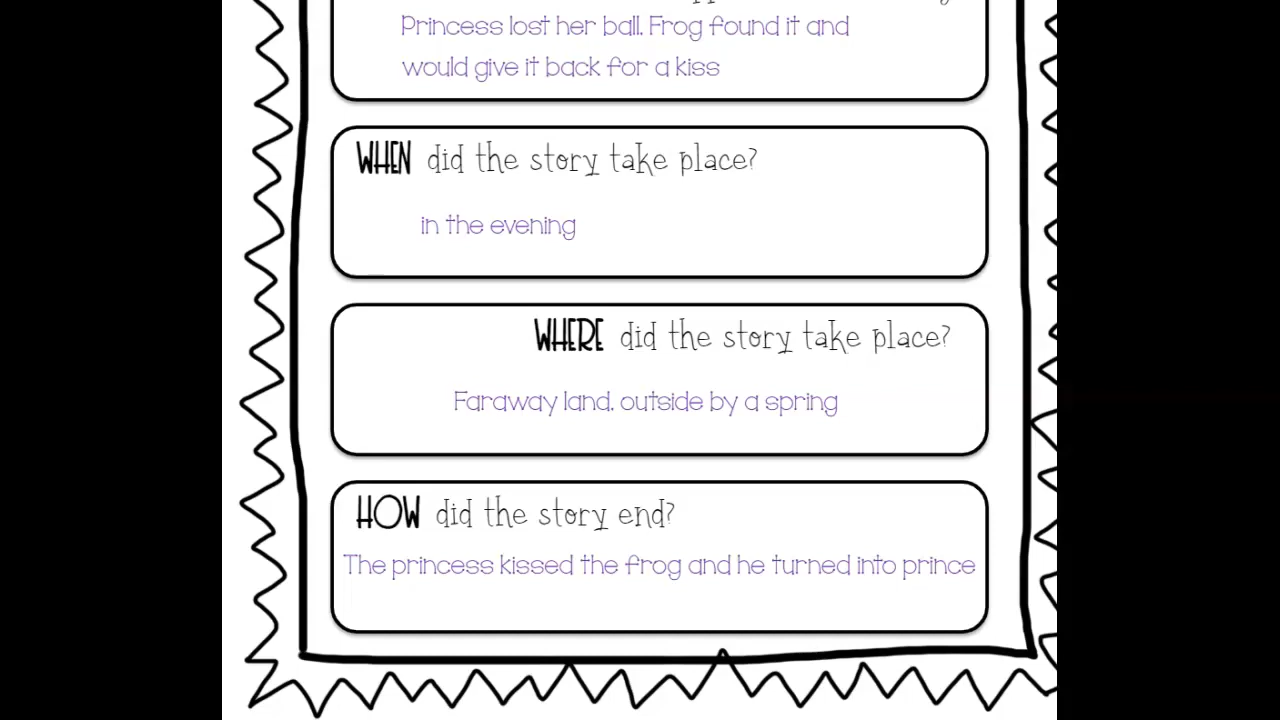 Princess lost her ball. Frog found it and
would give it back for a kiss
WHEN did the story take place?
in the evening
WHERE did the story take place?
Faraway land, outside by a spring
HOW did the story end?
The princess kissed the frog and he turned into prince